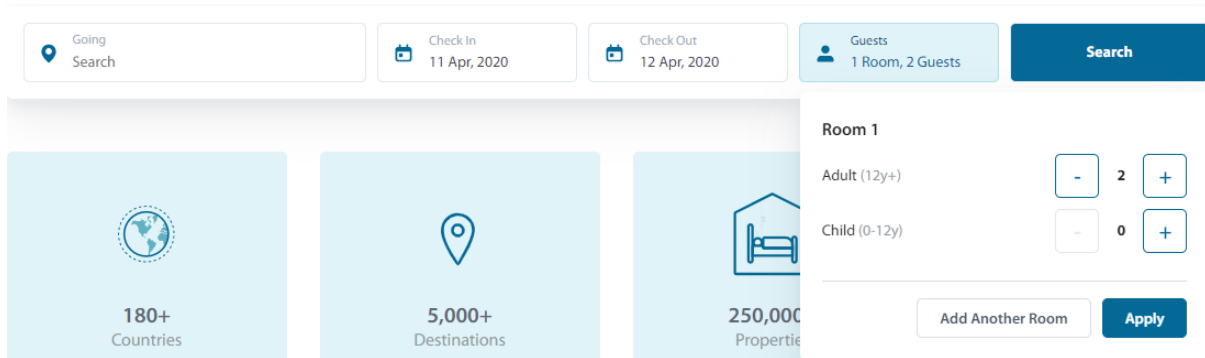 Going
Search
Check In
11 Apr, 2020
Check Out
12 Apr, 2020
Guests
1 Room, 2 Guests
Search
Room 1
Adult (12y+)
- 2 +
Child (0-12y)
- 0 +
Add Another Room
Apply
180+
Countries
5,000+
Destinations
250,000